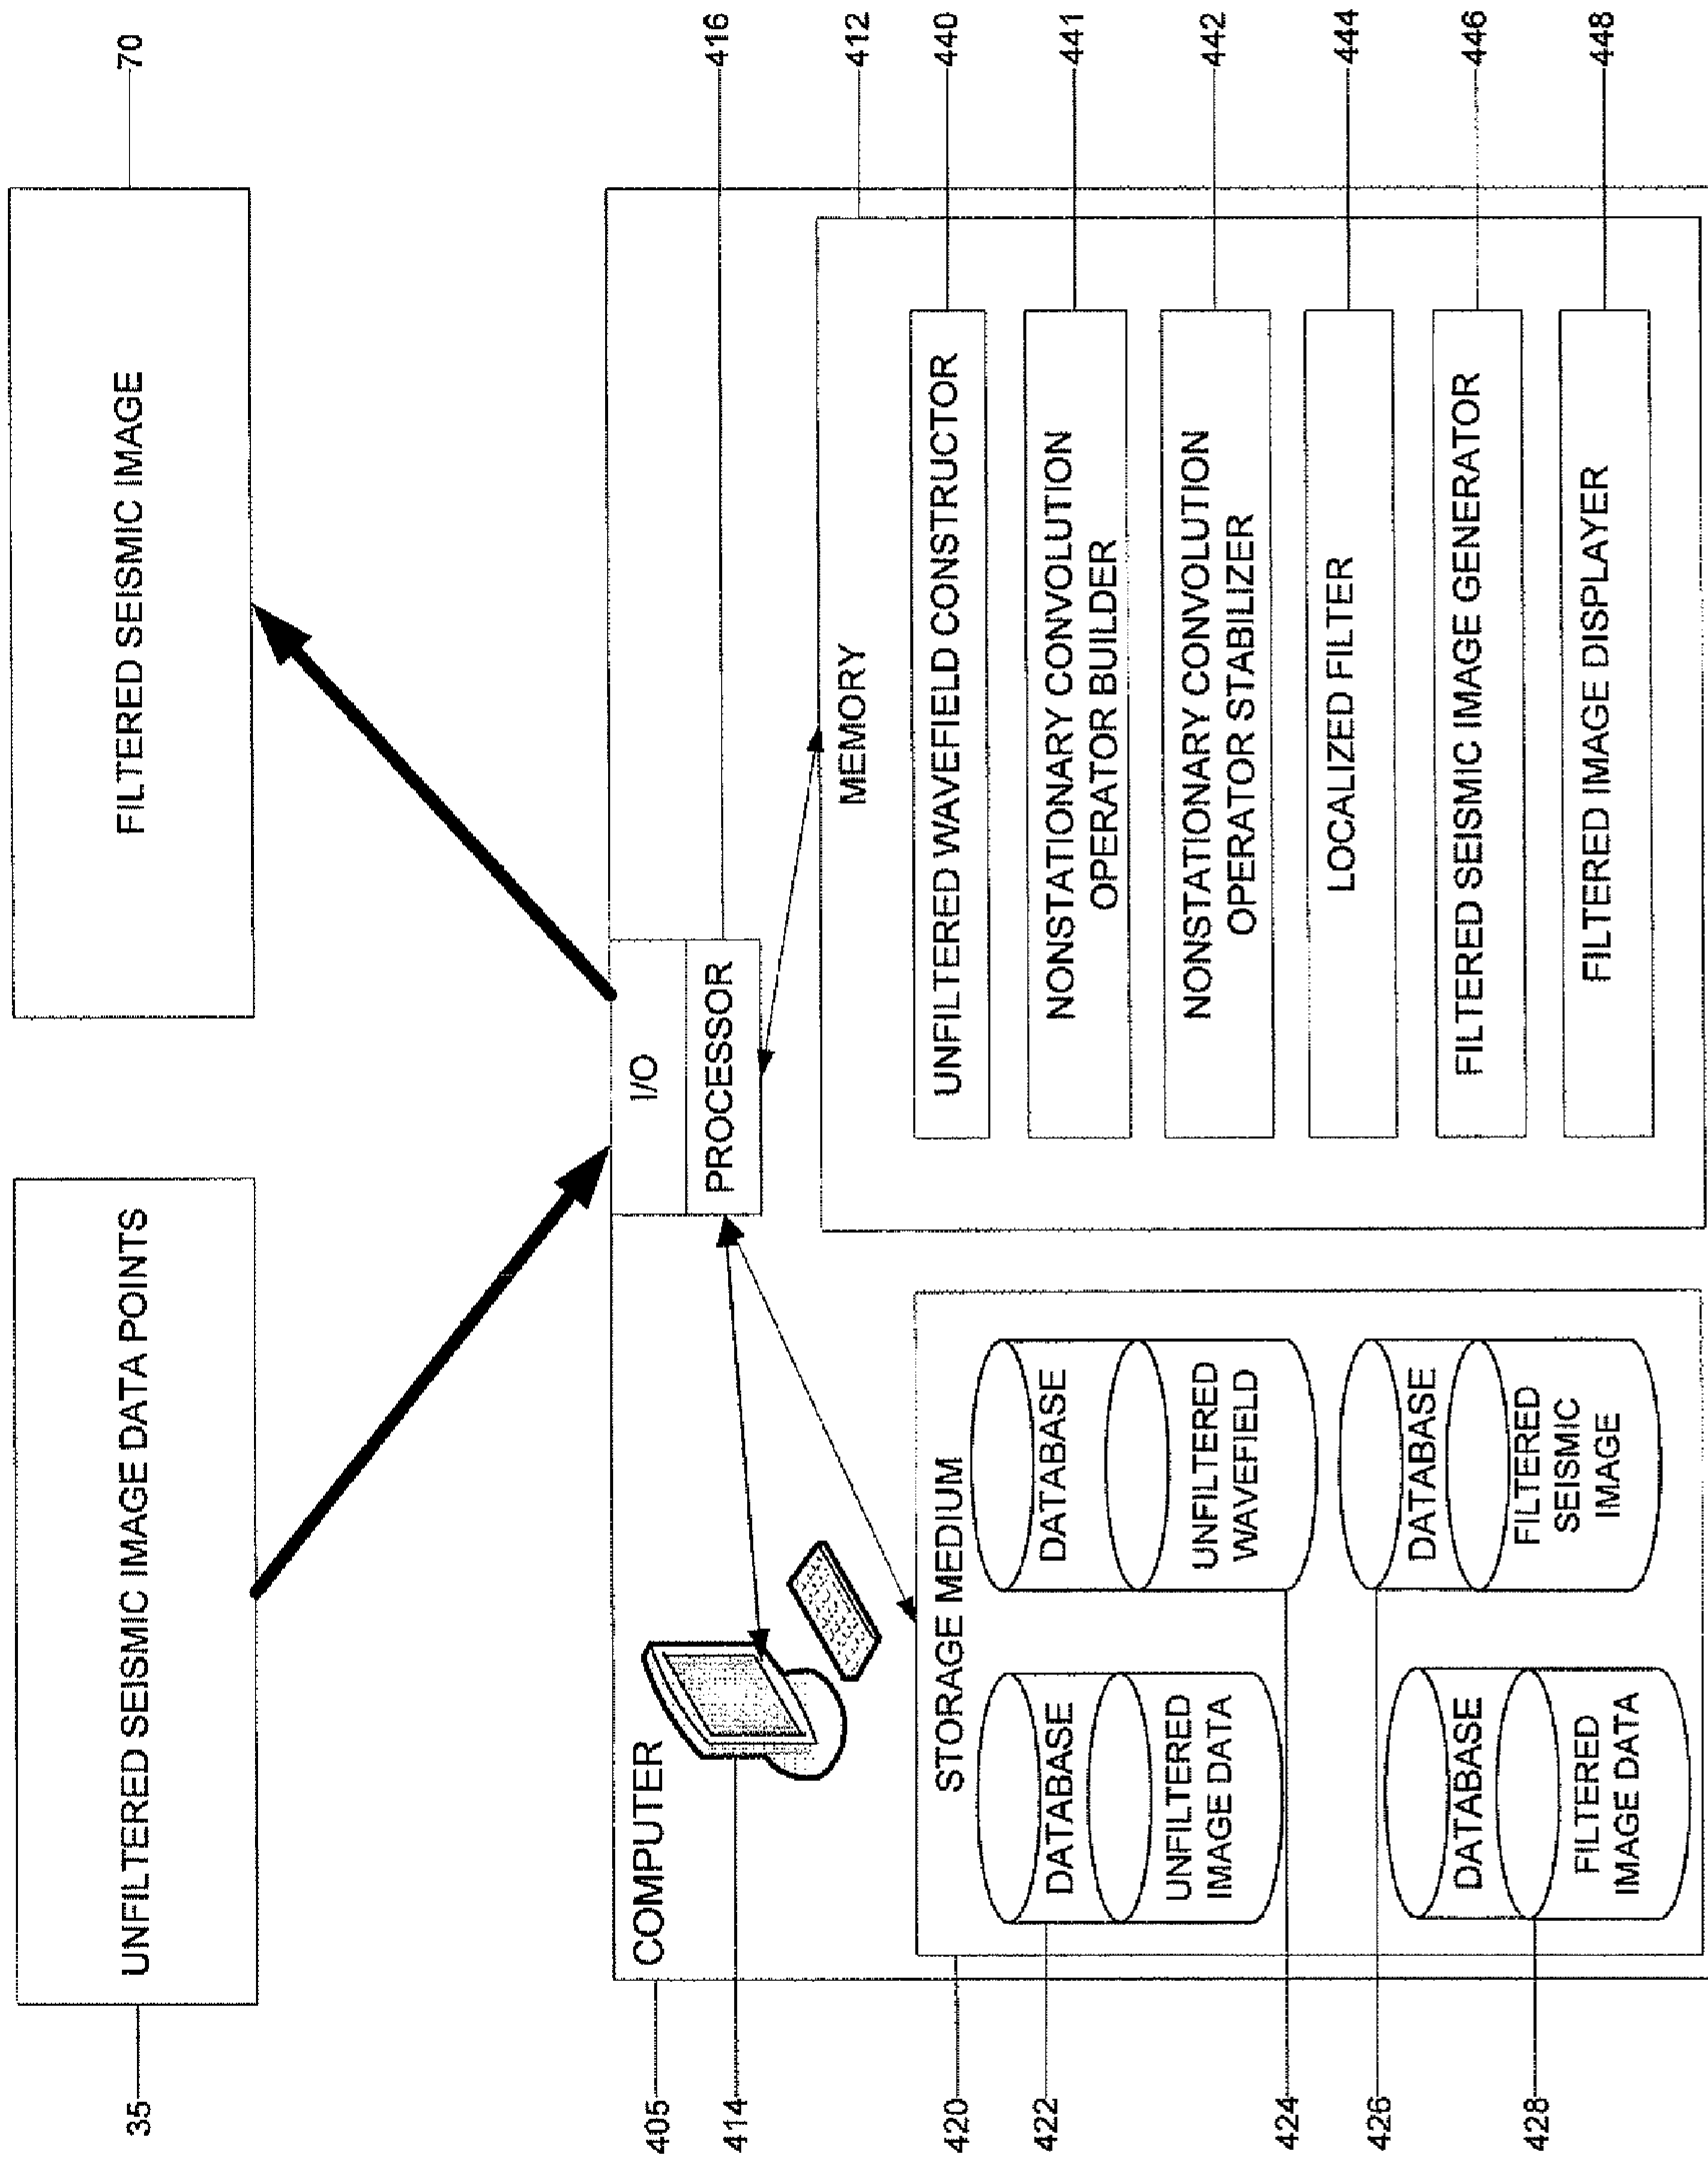 UNFILTERED SEISMIC IMAGE DATA POINTS
35
FILTERED SEISMIC IMAGE
70
COMPUTER
405
414
I/O
PROCESSOR
416
STORAGE MEDIUM
420
DATABASE
UNFILTERED
IMAGE DATA
422
DATABASE
UNFILTERED
WAVEFIELD
424
DATABASE
FILTERED
SEISMIC
IMAGE
426
DATABASE
FILTERED
IMAGE DATA
428
MEMORY
412
UNFILTERED WAVEFIELD CONSTRUCTOR
440
NONSTATIONARY CONVOLUTION
OPERATOR BUILDER
441
NONSTATIONARY CONVOLUTION
OPERATOR STABILIZER
442
LOCALIZED FILTER
444
FILTERED SEISMIC IMAGE GENERATOR
446
FILTERED IMAGE DISPLAYER
448